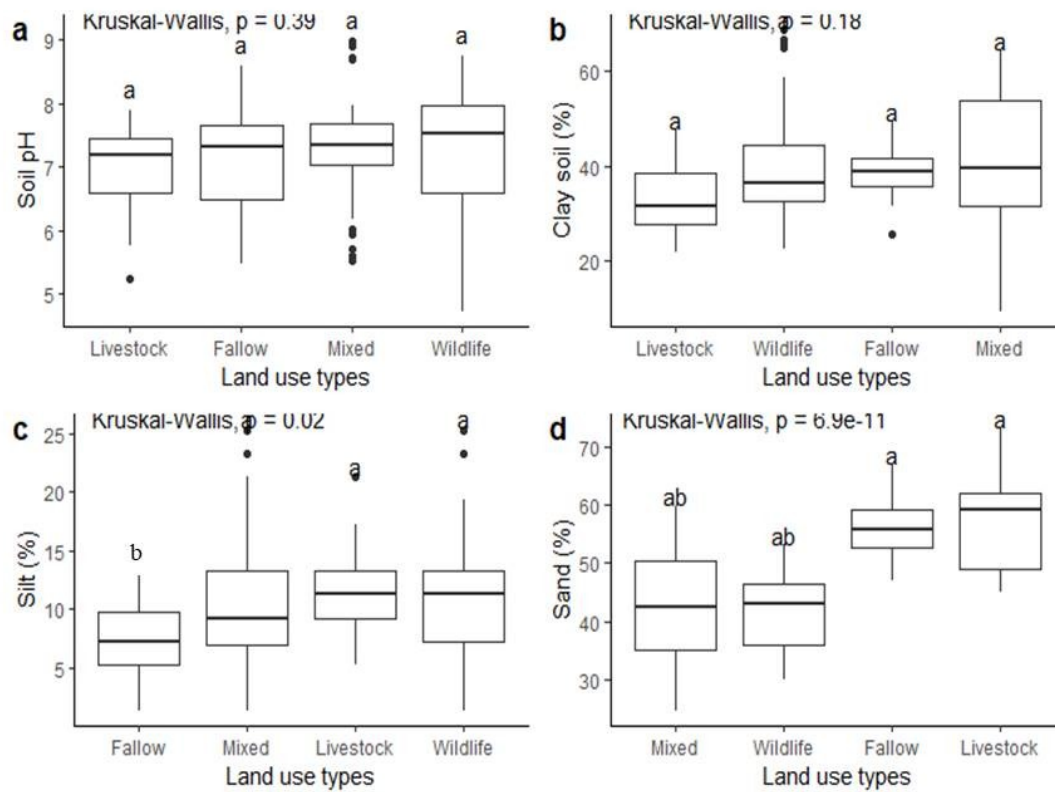 a
Kruskal-Wallis, p = 0.39
a a a a
Soil pH
9
8
7
6
5
Livestock Fallow Mixed Wildlife
Land use types
b
Kruskal-Wallis, p = 0.18
a a a a
Clay soil (%)
60
40
20
Livestock Wildlife Fallow Mixed
Land use types
c
Kruskal-Wallis, p = 0.02
b a a a
Silt (%)
25
20
15
10
5
Fallow Mixed Livestock Wildlife
Land use types
d
Kruskal-Wallis, p = 6.9e-11
ab ab a a
Sand (%)
70
60
50
40
30
Mixed Wildlife Fallow Livestock
Land use types